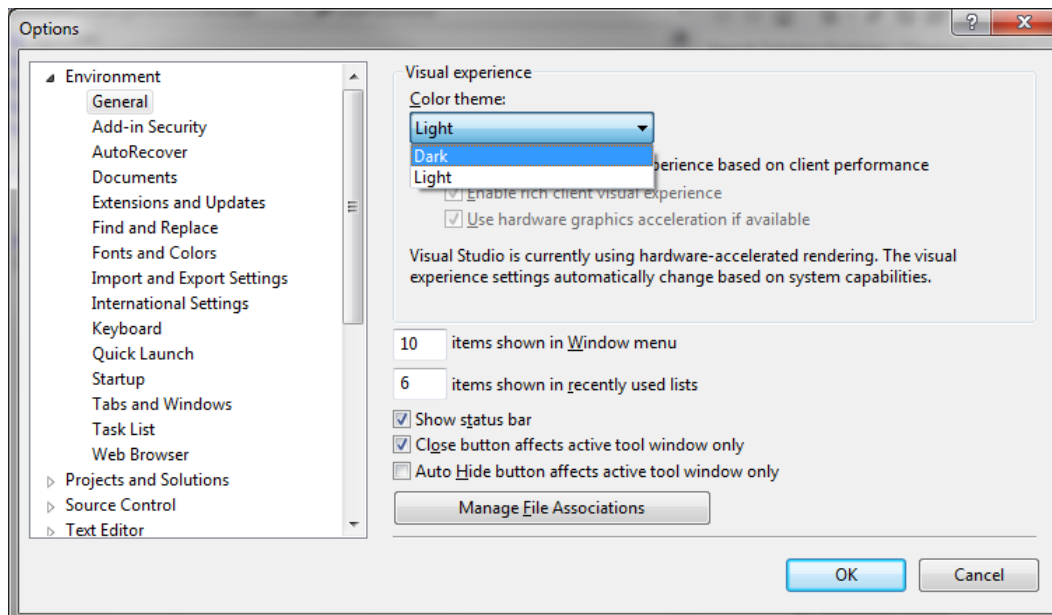 Options
?
X
Environment
General
Add-in Security
AutoRecover
Documents
Extensions and Updates
Find and Replace
Fonts and Colors
Import and Export Settings
International Settings
Keyboard
Quick Launch
Startup
Tabs and Windows
Task List
Web Browser
Projects and Solutions
Source Control
Text Editor
Visual experience
Color theme:
Light
Dark
Light
based on client performance
Enable rich client visual experience
Use hardware graphics acceleration if available
Visual Studio is currently using hardware-accelerated rendering. The visual
experience settings automatically change based on system capabilities.
10 items shown in Window menu
6 items shown in recently used lists
Show status bar
Close button affects active tool window only
Auto Hide button affects active tool window only
Manage File Associations
OK Cancel